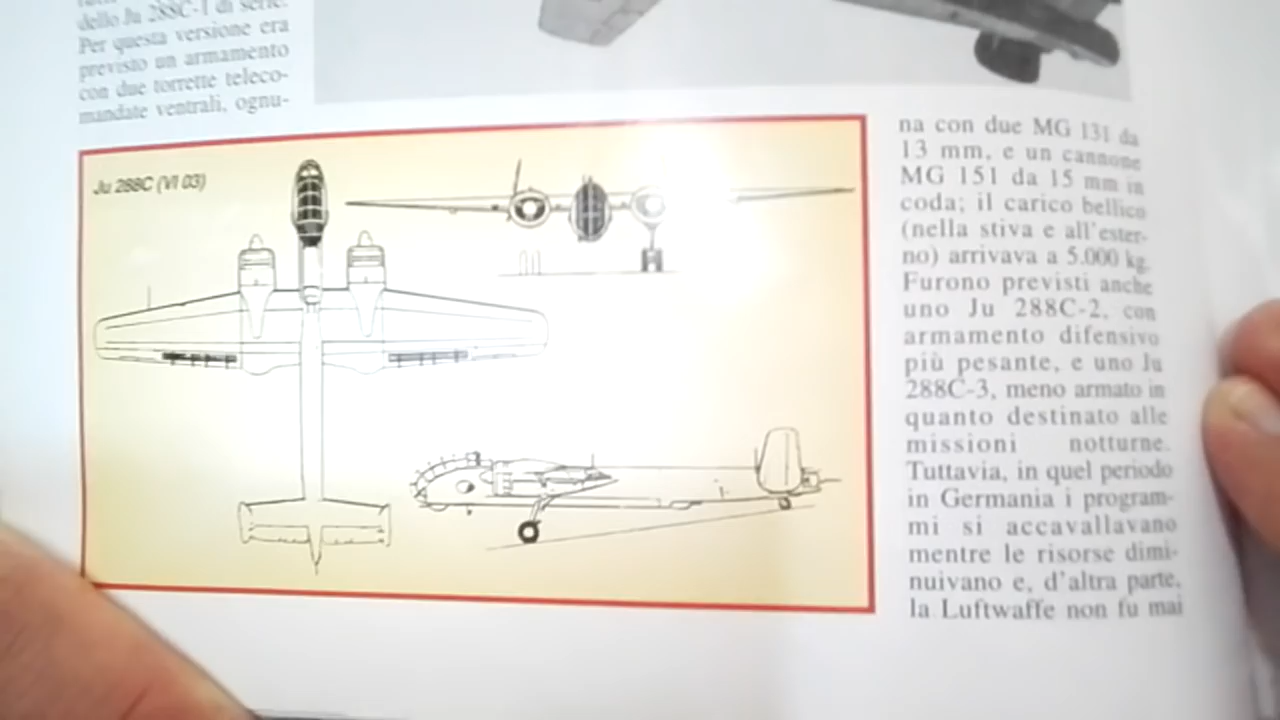 dello Ju 288C-1 di serie.
Per questa versione era
previsto un armamento
con due torrette teleco-
mandate ventrali, ognu-
Ju 288C (VI 03)
na con due MG 131 da
13 mm, e un cannone
MG 151 da 15 mm in
coda; il carico bellico
(nella stiva e all'ester-
no) arrivava a 5.000 kg.
Furono previsti anche
uno Ju 288C-2, con
armamento difensivo
più pesante, e uno Ju
288C-3, meno armato in
quanto destinato alle
missioni notturne.
Tuttavia, in quel periodo
in Germania i program-
mi si accavallavano
mentre le risorse dimi-
nuivano e, d'altra parte,
la Luftwaffe non fu mai